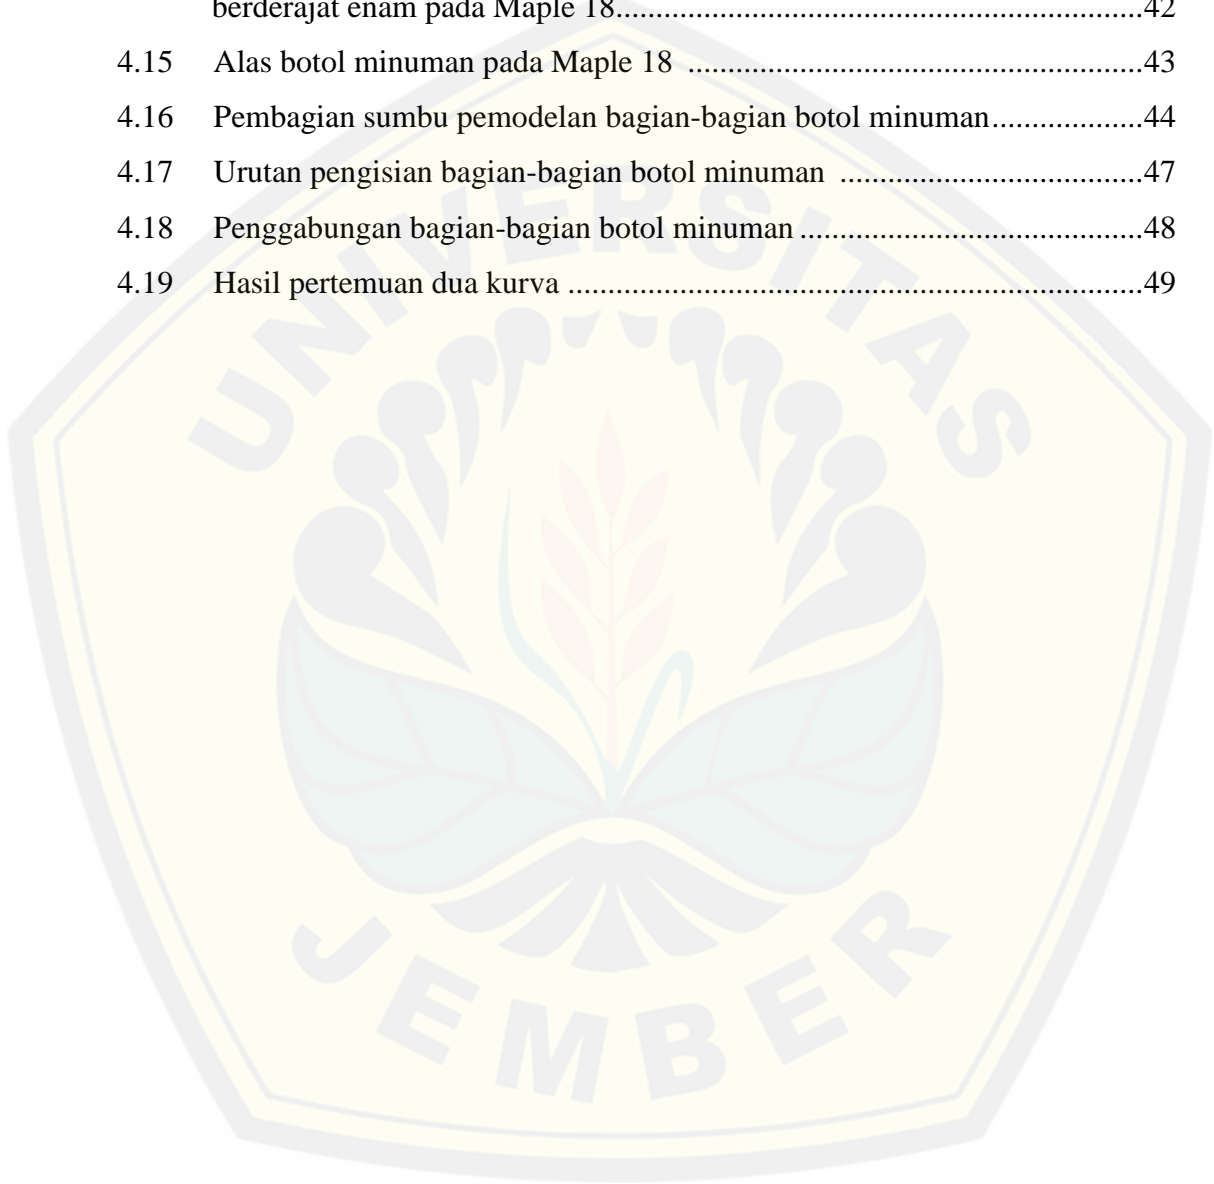 berderajat enam pada Maple 18..................................................................42
4.15 Alas botol minuman pada Maple 18 .........................................................43
4.16 Pembagian sumbu pemodelan bagian-bagian botol minuman...................44
4.17 Urutan pengisian bagian-bagian botol minuman ......................................47
4.18 Penggabungan bagian-bagian botol minuman ...........................................48
4.19 Hasil pertemuan dua kurva ........................................................................49
UNIVERSITAS
JEMBER